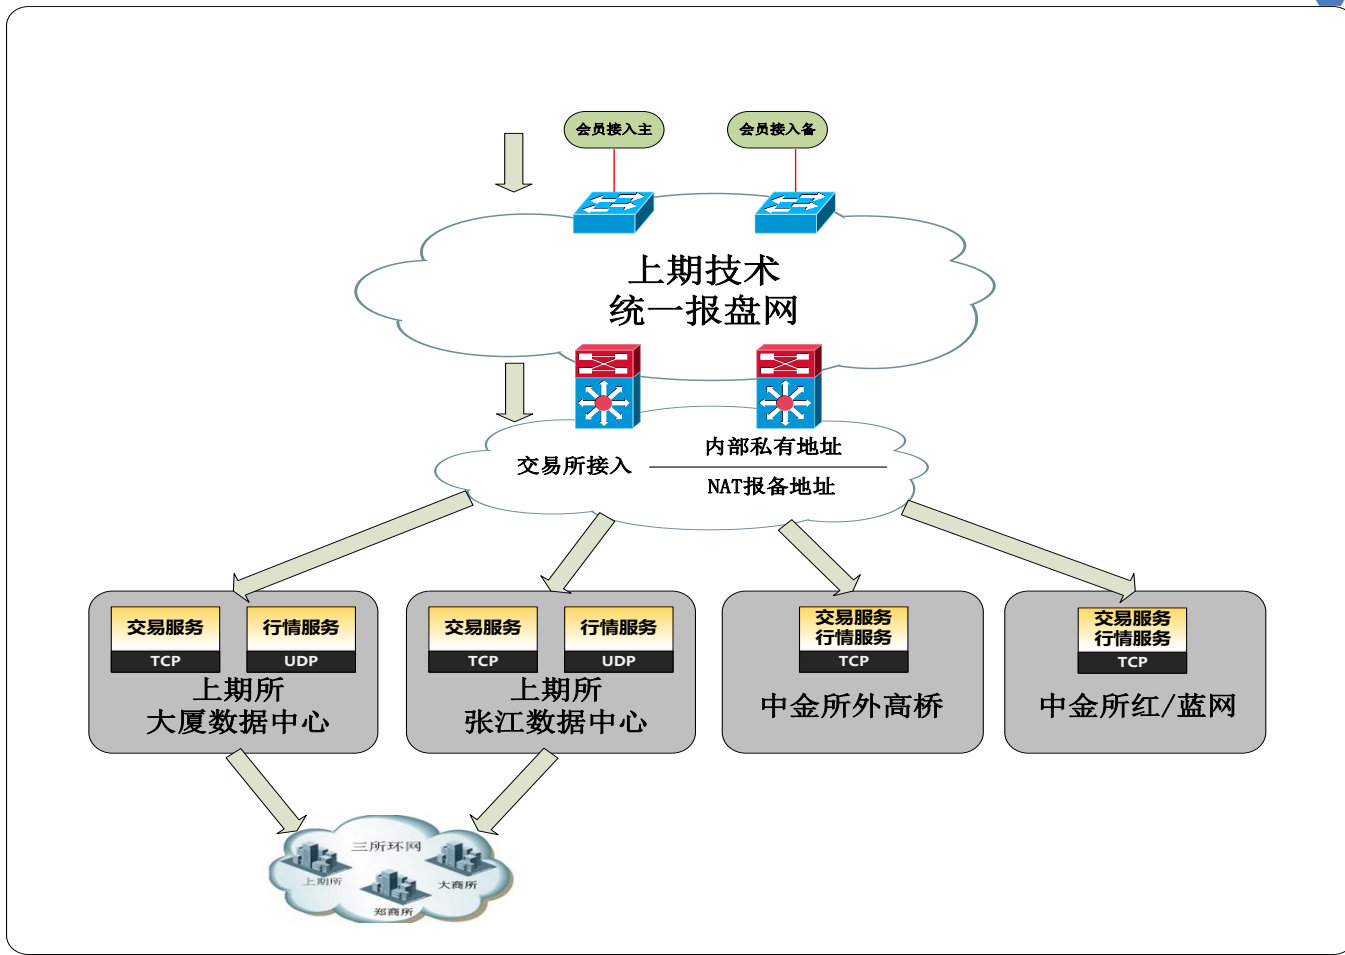 会员接入主
会员接入备
上期技术
统一报盘网
交易所接入
内部私有地址
NAT报备地址
交易服务
TCP
行情服务
UDP
上期所
大厦数据中心
交易服务
TCP
行情服务
UDP
上期所
张江数据中心
交易服务
行情服务
TCP
中金所外高桥
交易服务
行情服务
TCP
中金所红/蓝网
三所环网
上期所
大商所
郑商所